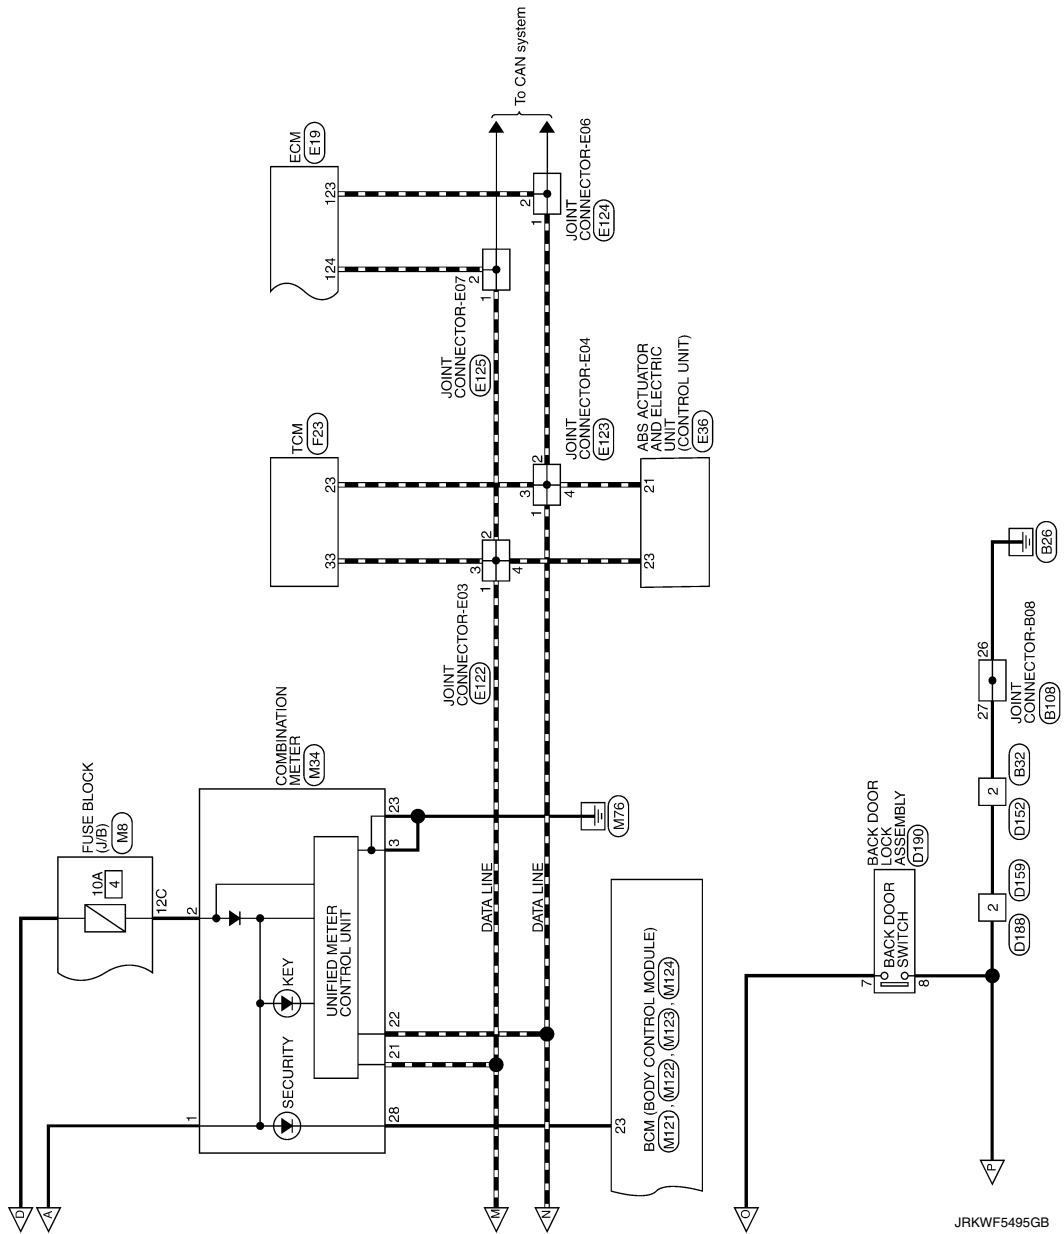 To CAN system
ECM
E19
123
124
2
1
JOINT
CONNECTOR-E06
E124
2
1
JOINT
CONNECTOR-E07
E125
TCM
F23
23
33
JOINT
CONNECTOR-E04
E123
2
3
4
1
ABS ACTUATOR
AND ELECTRIC
UNIT
(CONTROL UNIT)
E36
21
23
2
3
4
1
JOINT
CONNECTOR-E03
E122
FUSE BLOCK
(J/B)
M8
10A
4
12C
COMBINATION
METER
M34
2
1
23
3
M76
UNIFIED METER
CONTROL UNIT
KEY
SECURITY
22
21
28
DATA LINE
DATA LINE
23
BCM (BODY CONTROL MODULE)
M121 , M122 , M123 , M124
B26
26
27
JOINT
CONNECTOR-B08
B108
2
B32
D152
2
D159
D188
BACK DOOR
LOCK
ASSEMBLY
D190
BACK DOOR
SWITCH
7
8
D
A
M
N
O
P
JRKWF5495GB